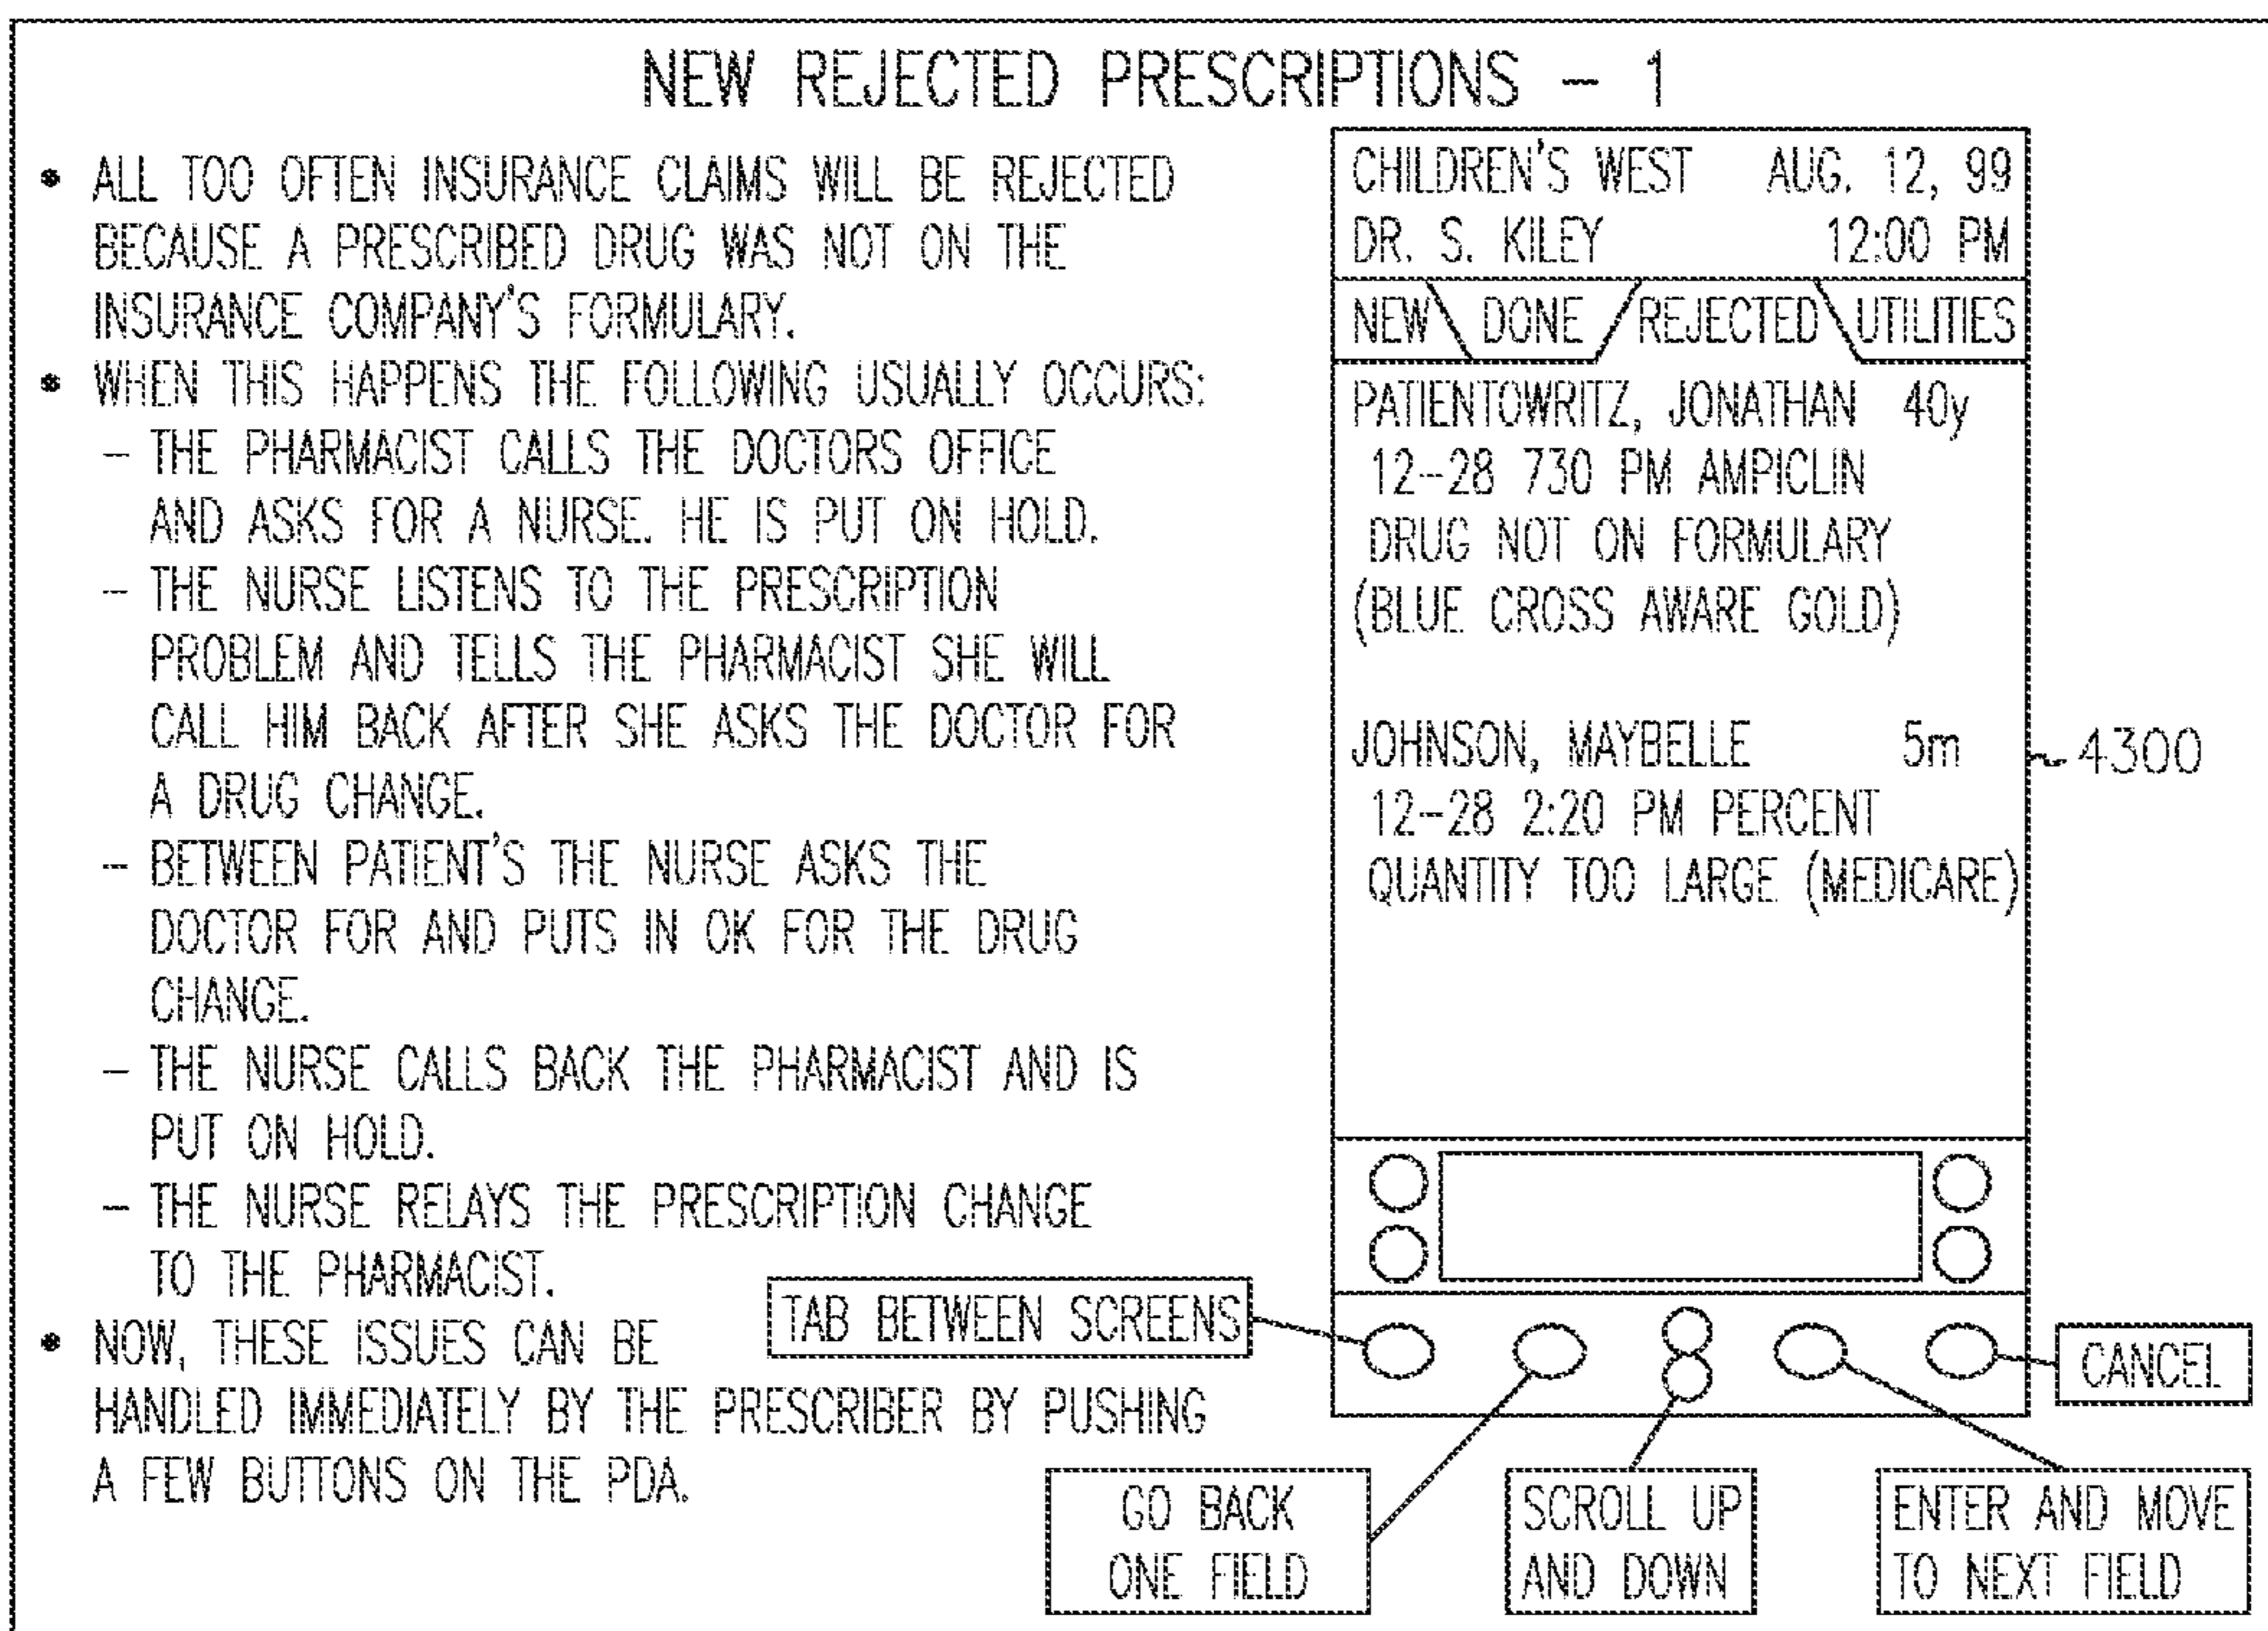 NEW REJECTED PRESCRIPTIONS – 1
• ALL TOO OFTEN INSURANCE CLAIMS WILL BE REJECTED
BECAUSE A PRESCRIBED DRUG WAS NOT ON THE
INSURANCE COMPANY'S FORMULARY.
• WHEN THIS HAPPENS THE FOLLOWING USUALLY OCCURS:
– THE PHARMACIST CALLS THE DOCTORS OFFICE
AND ASKS FOR A NURSE. HE IS PUT ON HOLD.
– THE NURSE LISTENS TO THE PRESCRIPTION
PROBLEM AND TELLS THE PHARMACIST SHE WILL
CALL HIM BACK AFTER SHE ASKS THE DOCTOR FOR
A DRUG CHANGE.
– BETWEEN PATIENT'S THE NURSE ASKS THE
DOCTOR FOR AND PUTS IN OK FOR THE DRUG
CHANGE.
– THE NURSE CALLS BACK THE PHARMACIST AND IS
PUT ON HOLD.
– THE NURSE RELAYS THE PRESCRIPTION CHANGE
TO THE PHARMACIST.
• NOW, THESE ISSUES CAN BE
HANDLED IMMEDIATELY BY THE PRESCRIBER BY PUSHING
A FEW BUTTONS ON THE PDA.
CHILDREN'S WEST AUG. 12, 99
DR. S. KILEY 12:00 PM
NEW DONE REJECTED UTILITIES
PATIENTOWRITZ, JONATHAN 40y
12--28 730 PM AMPICLIN
DRUG NOT ON FORMULARY
(BLUE CROSS AWARE GOLD)
JOHNSON, MAYBELLE 5m
12--28 2:20 PM PERCENT
QUANTITY TOO LARGE (MEDICARE)
4300
TAB BETWEEN SCREENS
CANCEL
GO BACK
ONE FIELD
SCROLL UP
AND DOWN
ENTER AND MOVE
TO NEXT FIELD